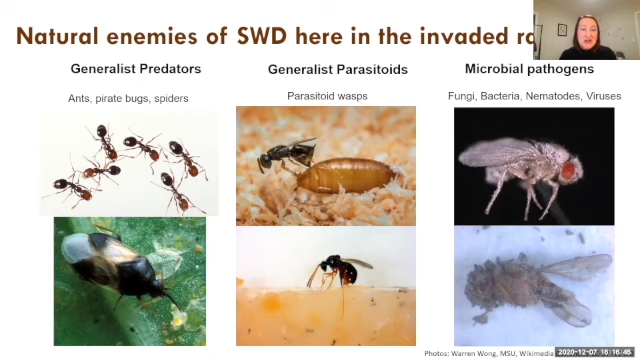 Natural enemies of SWD here in the invaded
Generalist Predators
Ants, pirate bugs, spiders
Generalist Parasitoids
Parasitoid wasps
Microbial pathogens
Fungi, Bacteria, Nematodes, Viruses
Photos: Warren Wong, MSU, Wikimedia
2020-12-07 16:16:45